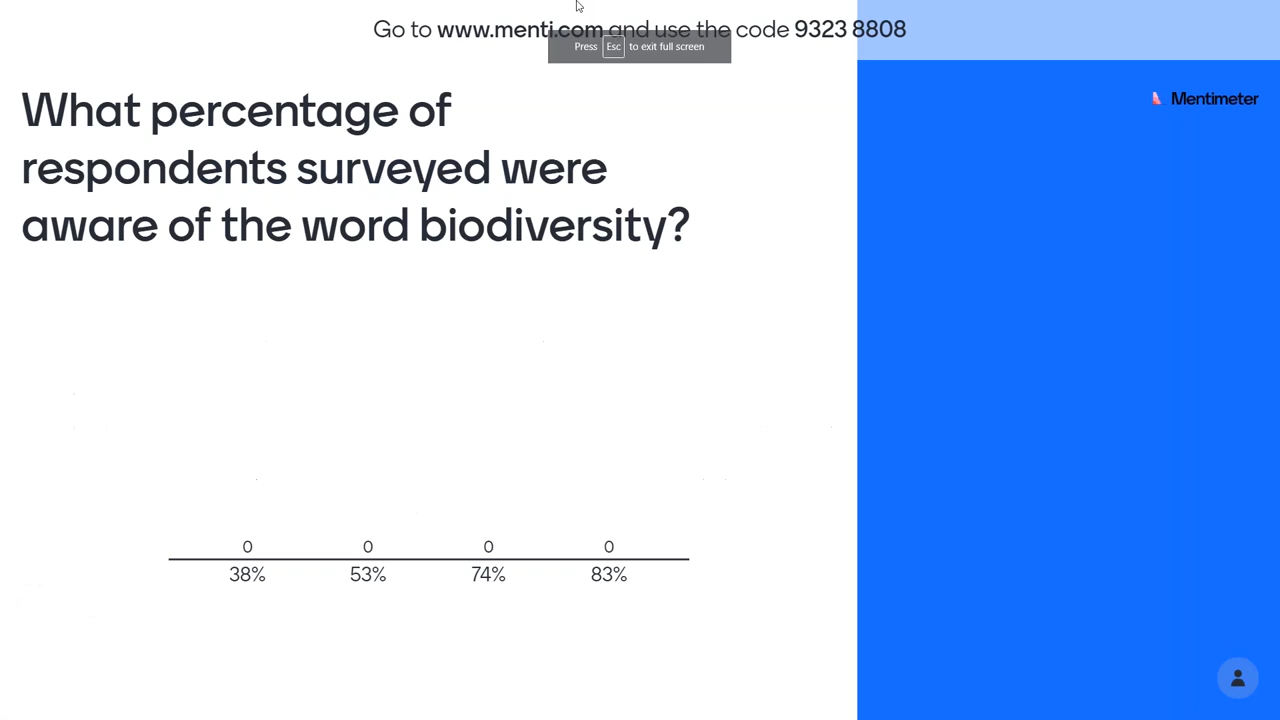 Go to www.menti.com and use the code 9323 8808
Press Esc to exit full screen
Mentimeter
What percentage of
respondents surveyed were
aware of the word biodiversity?
0 0 0 0
38% 53% 74% 83%